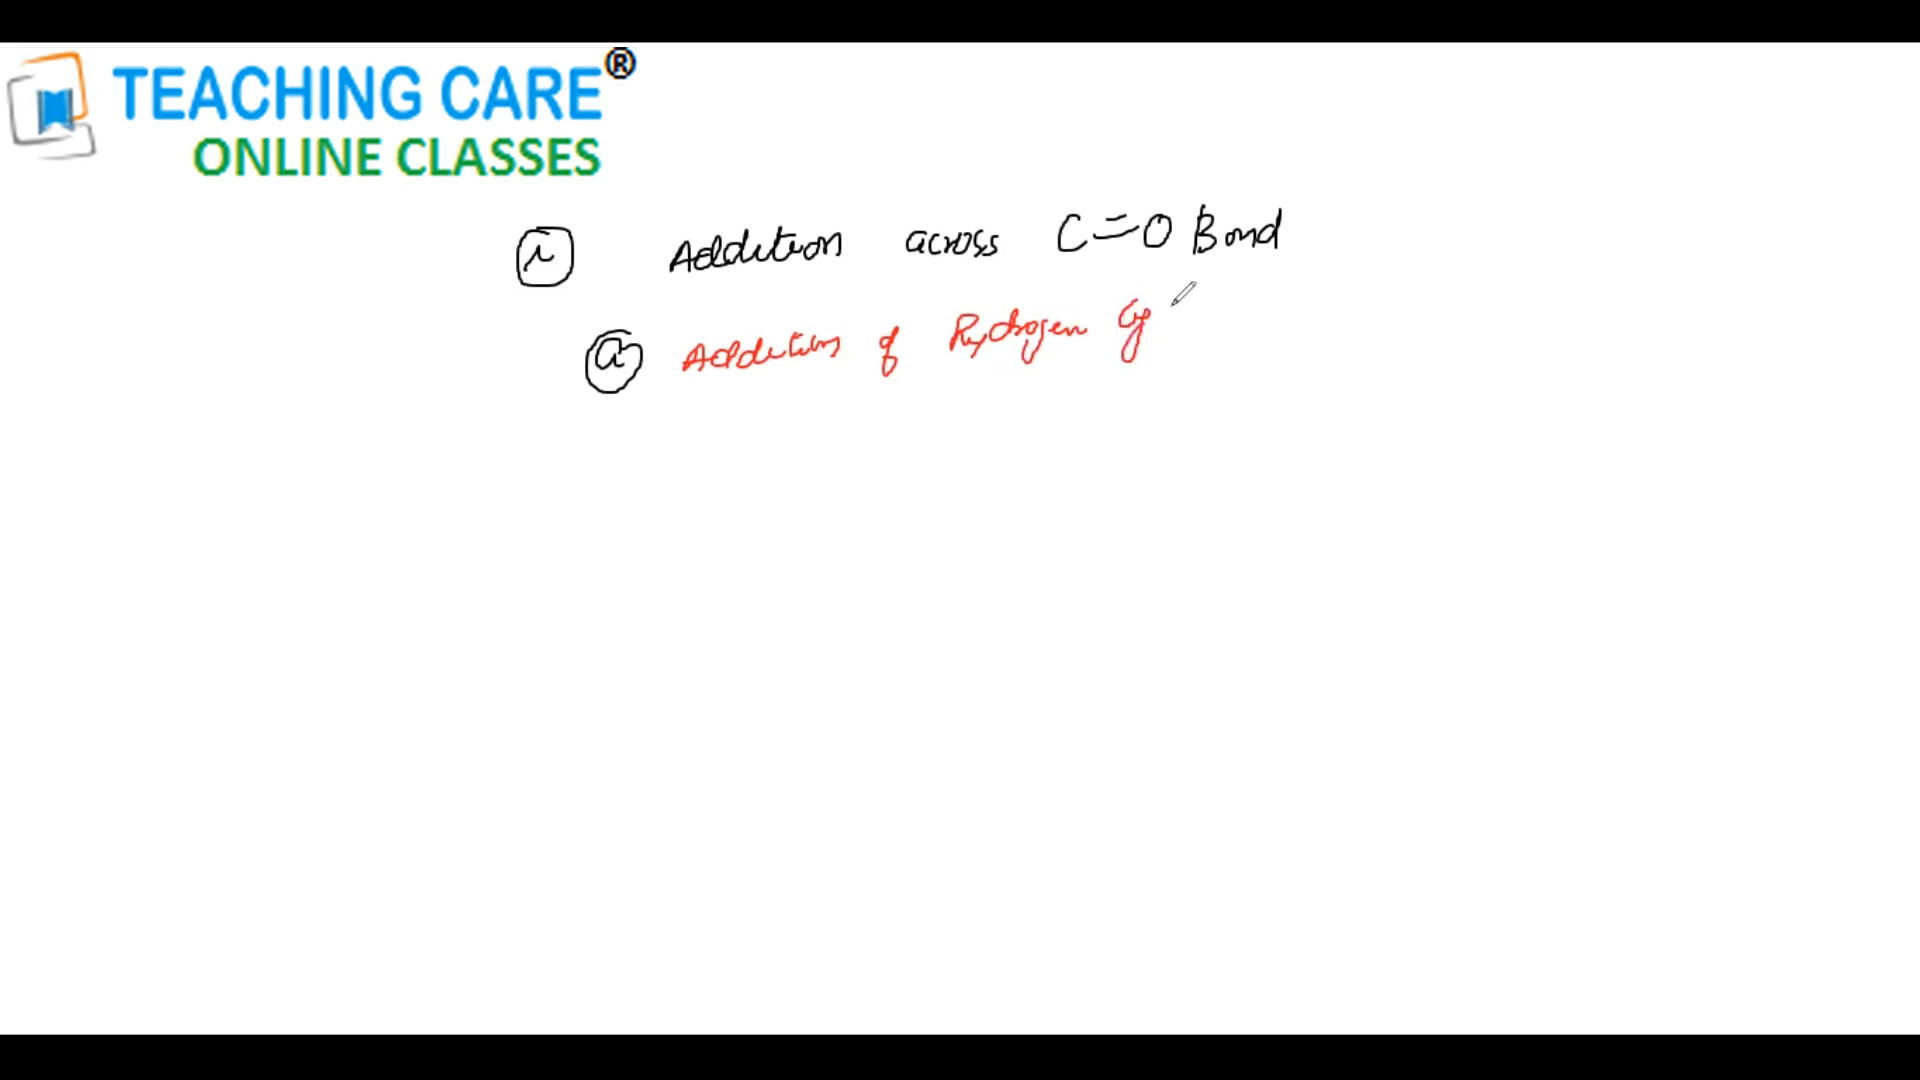 TEACHING CARE®
ONLINE CLASSES
i Addition across C=O Bond
a Addition of Hydrogen Cy